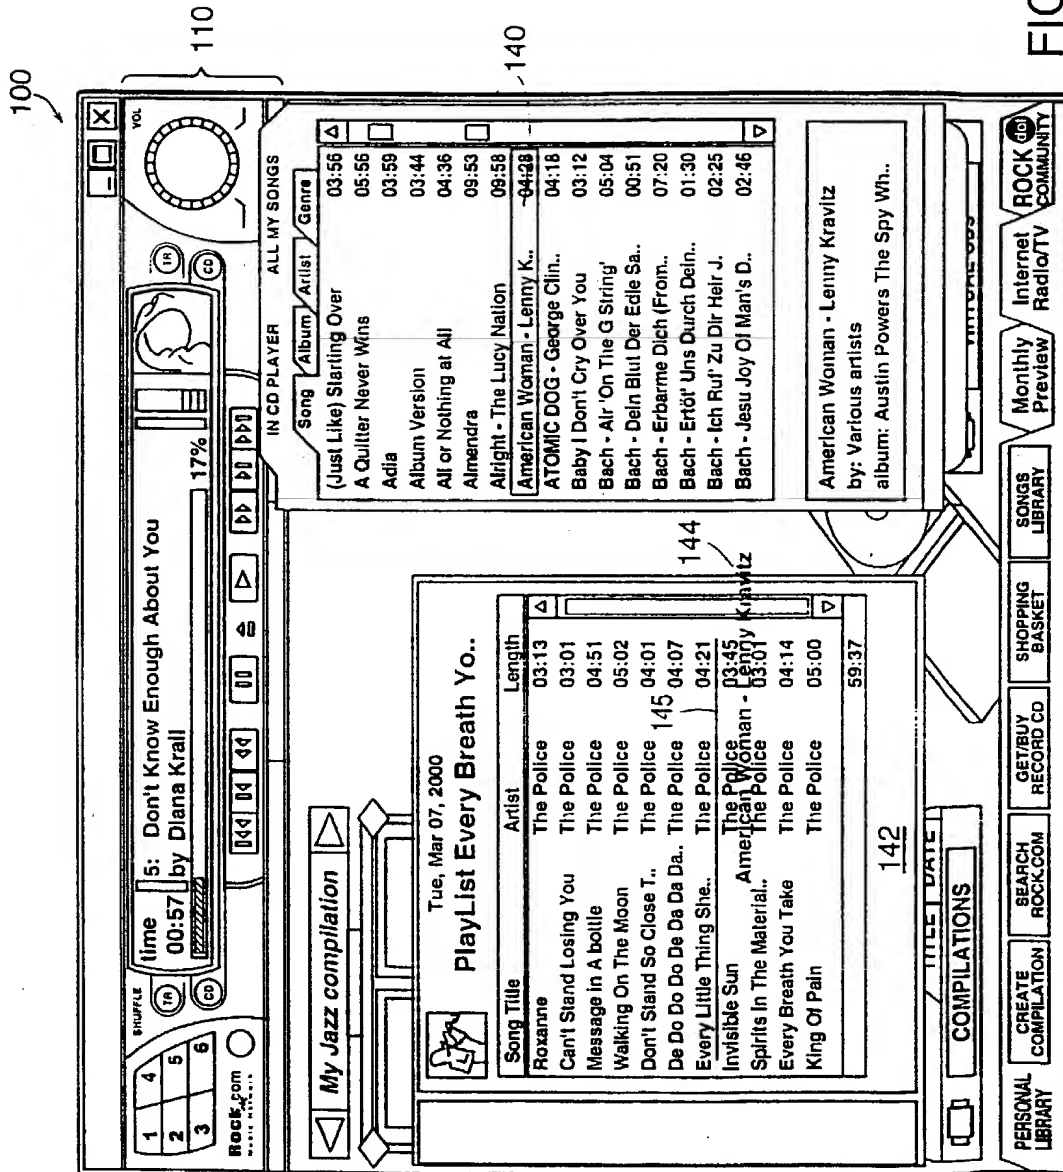 100
110
SHUFFLE
1 4
2 5
3 6
Rock.com
TR
CD
time
00:57
5: Don't Know Enough About You
by Diana Krall
17%
TR
CD
VOL
IN CD PLAYER
ALL MY SONGS
My Jazz compilation
Tue, Mar 07, 2000
PlayList Every Breath Yo..
Song Title Artist Length
Roxanne The Police 03:13
Can't Stand Losing You The Police 03:01
Message in A bottle The Police 04:51
Walking On The Moon The Police 05:02
Don't Stand So Close T.. The Police 04:01
De Do Do Do De Da Da Da.. The Police 04:07
Every Little Thing She.. The Police 04:21
Invisible Sun The Police 03:45
American Woman - Lenny Kravitz
Spirits In The Material.. The Police 03:01
Every Breath You Take The Police 04:14
King Of Pain The Police 05:00
59:37
145
144
142
Song Album Artist Genre
(Just Like) Starting Over 03:56
A Quitter Never Wins 05:56
Adia 03:59
Album Version 03:44
All or Nothing at All 04:36
Almendra 09:53
Alright - The Lucy Nation 09:58
American Woman - Lenny K.. 04:28
ATOMIC DOG - George Clin.. 04:18
Baby I Don't Cry Over You 03:12
Bach - Air 'On The G String' 05:04
Bach - Dein Blut Der Edle Sa.. 00:51
Bach - Erbarme Dich (From.. 07:20
Bach - Ertöt' Uns Durch Dein.. 01:30
Bach - Ich Ruf' Zu Dir Heir J. 02:25
Bach - Jesu Joy Of Man's D.. 02:46
140
American Woman - Lenny Kravitz
by: Various artists
album: Austin Powers The Spy Wh..
TITLE DATE
COMPILATIONS
VIRTUAL CDS
PERSONAL LIBRARY
CREATE COMPILATION
SEARCH ROCK.COM
GET/BUY RECORD CD
SHOPPING BASKET
SONGS LIBRARY
Monthly Preview
Internet Radio/TV
ROCK dot COMMUNITY
FIG